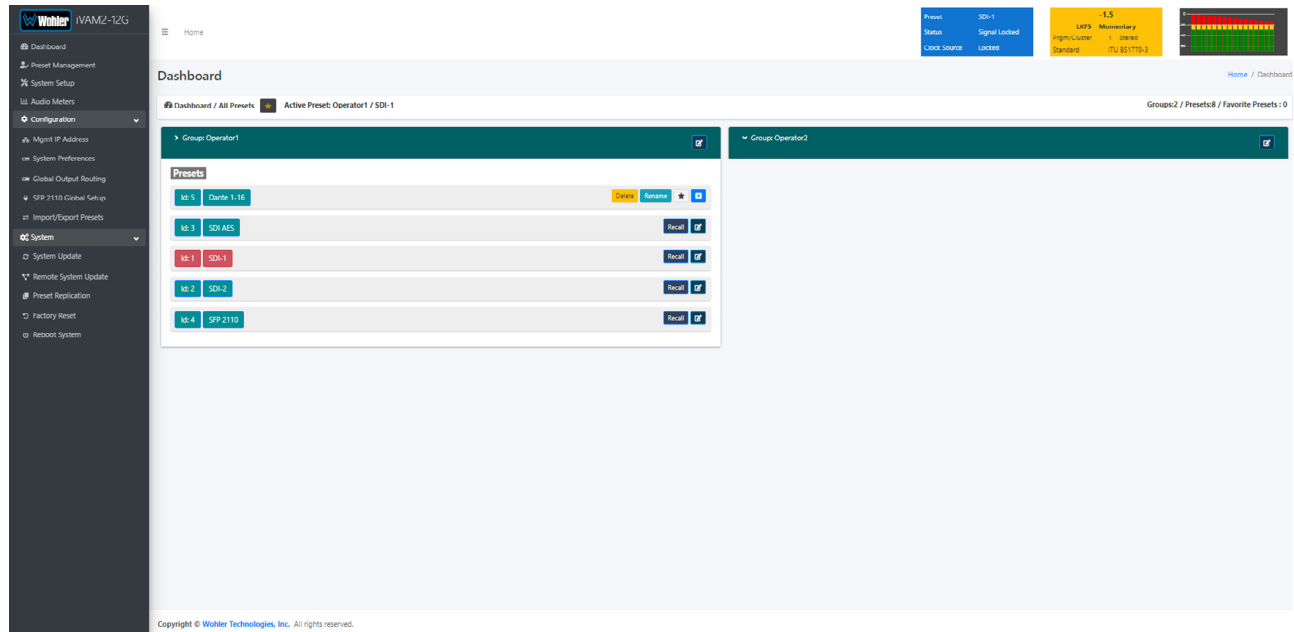 Wohler iVAM2-12G
Dashboard
Preset Management
System Setup
Audio Meters
Configuration
Mgmt IP Address
System Preferences
Global Output Routing
SFP 2110 Global Setup
Import/Export Presets
System
System Update
Remote System Update
Preset Replication
Factory Reset
Reboot System
Home
Preset SDI-1
Status Signal Locked
Clock Source Locked
-1.5
LKFS Momentary
Prgm/Cluster 1 Stereo
Standard ITU BS1770-3
Dashboard
Home / Dashboard
Dashboard / All Presets Active Preset: Operator1 / SDI-1
Groups:2 / Presets:8 / Favorite Presets : 0
Group: Operator1
Presets
Id: 5 Dante 1-16 Delete Rename
Id: 3 SDI AES Recall
Id: 1 SDI-1 Recall
Id: 2 SDI-2 Recall
Id: 4 SFP 2110 Recall
Group: Operator2
Copyright © Wohler Technologies, Inc. All rights reserved.